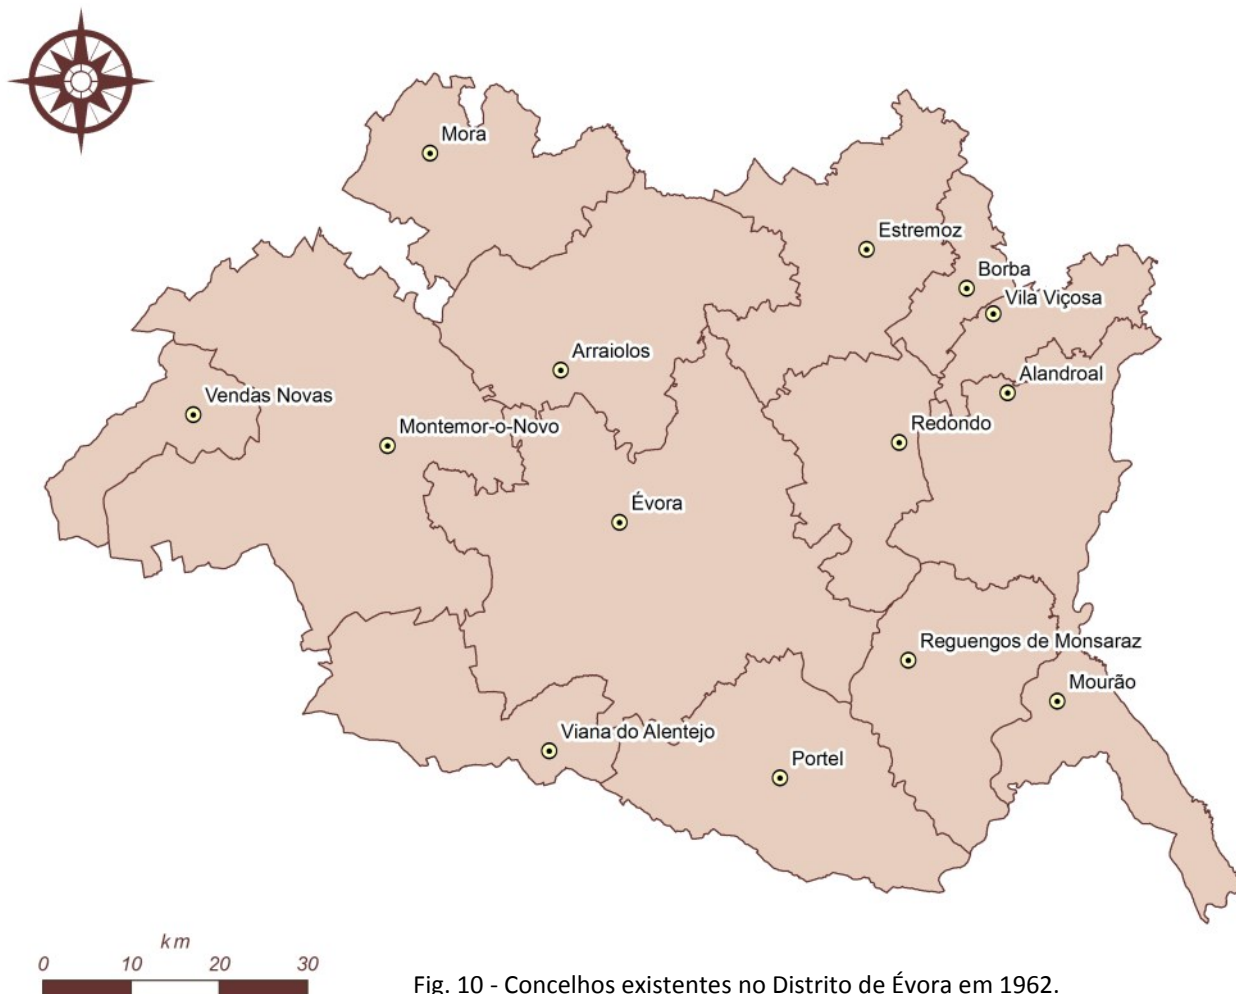 Mora
Estremoz
Borba
Vila Viçosa
Arraiolos
Alandroal
Vendas Novas
Montemor-o-Novo
Redondo
Évora
Reguengos de Monsaraz
Mourão
Viana do Alentejo
Portel
km
0 10 20 30
Fig. 10 - Concelhos existentes no Distrito de Évora em 1962.